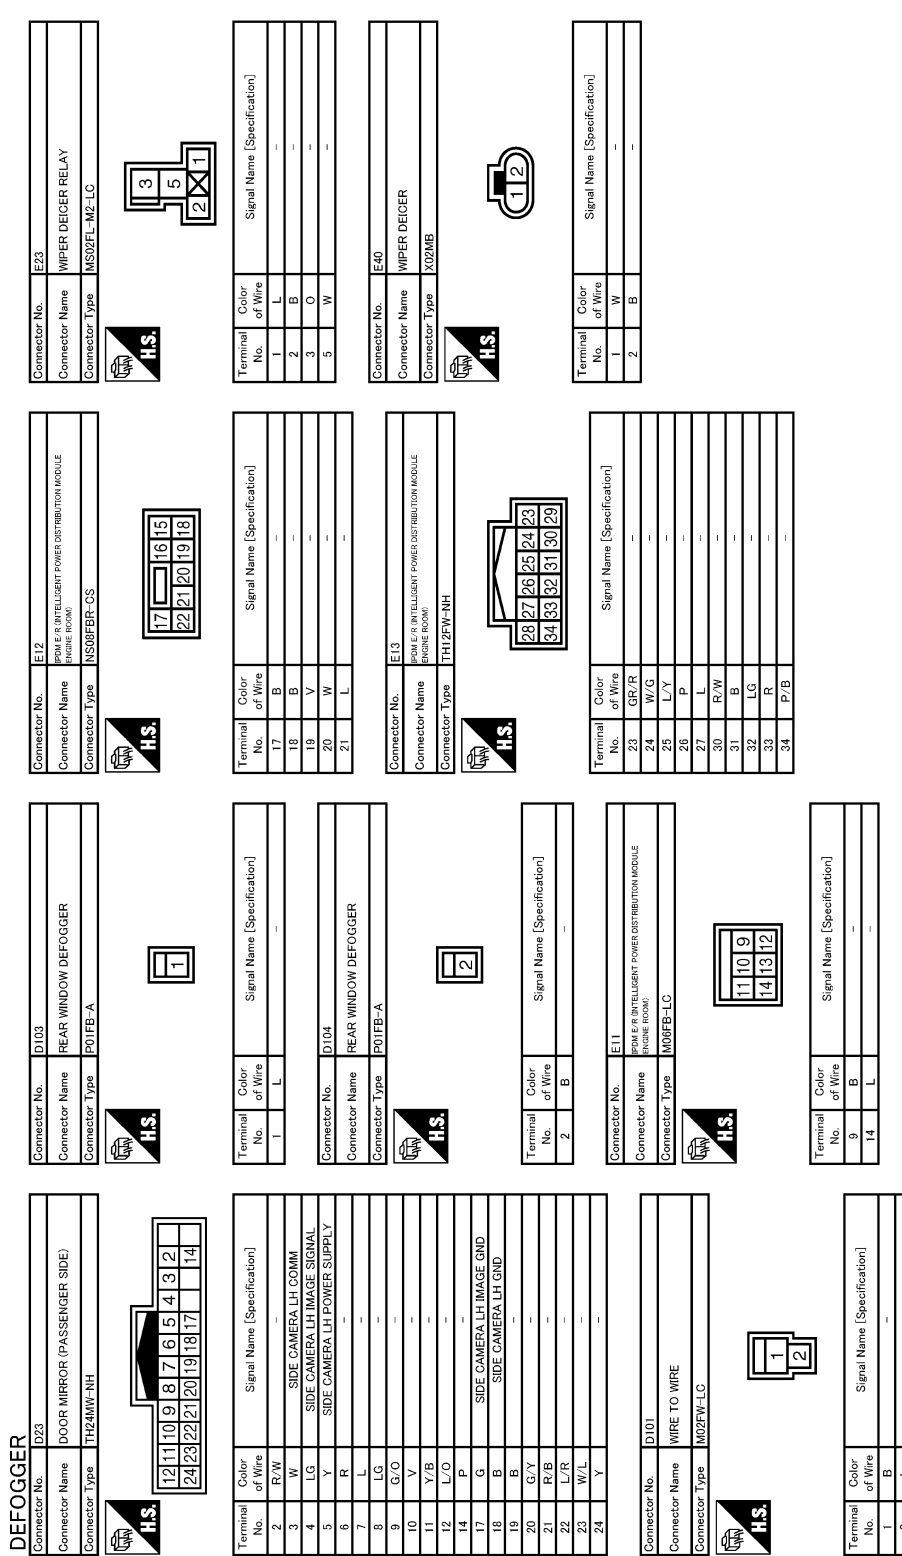 DEFOGGER
Connector No. D23
Connector Name DOOR MIRROR (PASSENGER SIDE)
Connector Type TH24MW-NH
H.S.
12 11 10 9 8 7 6 5 4 3 2
24 23 22 21 20 19 18 17 14
Terminal No. Color of Wire Signal Name [Specification]
2 R/W -
3 W SIDE CAMERA LH COMM
4 LG SIDE CAMERA LH IMAGE SIGNAL
5 Y SIDE CAMERA LH POWER SUPPLY
6 R -
7 L -
8 LG -
9 G/O -
10 V -
11 Y/B -
12 L/O -
14 P -
17 G SIDE CAMERA LH IMAGE GND
18 B SIDE CAMERA LH GND
19 B -
20 G/Y -
21 R/B -
22 L/R -
23 W/L -
24 Y -
Connector No. D101
Connector Name WIRE TO WIRE
Connector Type M02FW-LC
H.S.
1
2
Terminal No. Color of Wire Signal Name [Specification]
1 B -
Connector No. D103
Connector Name REAR WINDOW DEFOGGER
Connector Type P01FB-A
H.S.
1
Terminal No. Color of Wire Signal Name [Specification]
1 L -
Connector No. D104
Connector Name REAR WINDOW DEFOGGER
Connector Type P01FB-A
H.S.
2
Terminal No. Color of Wire Signal Name [Specification]
2 B -
Connector No. E11
Connector Name IPDM E/R (INTELLIGENT POWER DISTRIBUTION MODULE
ENGINE ROOM)
Connector Type M06FB-LC
H.S.
11 10 9
14 13 12
Terminal No. Color of Wire Signal Name [Specification]
9 B -
14 L -
Connector No. E12
Connector Name IPDM E/R (INTELLIGENT POWER DISTRIBUTION MODULE
ENGINE ROOM)
Connector Type NS08FBR-CS
H.S.
17 16 15
22 21 20 19 18
Terminal No. Color of Wire Signal Name [Specification]
17 B -
18 B -
19 V -
20 W -
21 L -
Connector No. E13
Connector Name IPDM E/R (INTELLIGENT POWER DISTRIBUTION MODULE
ENGINE ROOM)
Connector Type TH12FW-NH
H.S.
28 27 26 25 24 23
34 33 32 31 30 29
Terminal No. Color of Wire Signal Name [Specification]
23 GR/R -
24 W/G -
25 L/Y -
26 P -
27 L -
30 R/W -
31 B -
32 LG -
33 R -
34 P/B -
Connector No. E23
Connector Name WIPER DEICER RELAY
Connector Type MS02FL-M2-LC
H.S.
3
5
2 1
Terminal No. Color of Wire Signal Name [Specification]
1 L -
2 B -
3 O -
5 W -
Connector No. E40
Connector Name WIPER DEICER
Connector Type X02MB
H.S.
1 2
Terminal No. Color of Wire Signal Name [Specification]
1 W -
2 B -